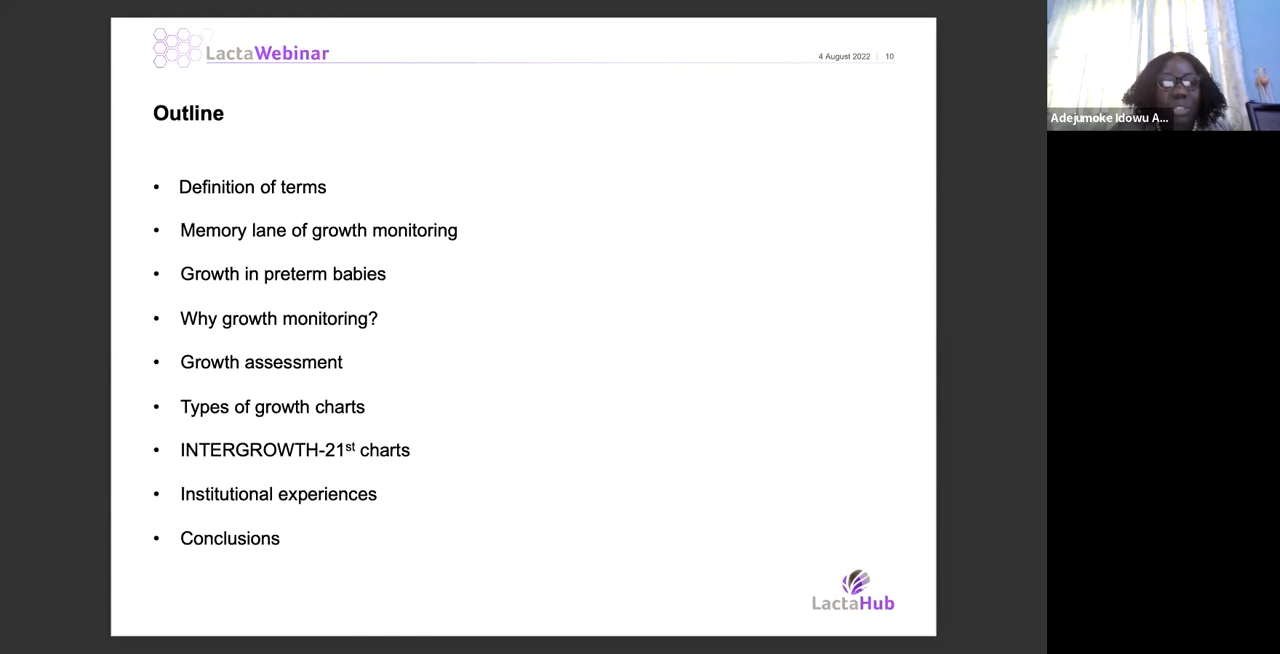 LactaWebinar
4 August 2022 | 10
Outline
• Definition of terms
• Memory lane of growth monitoring
• Growth in preterm babies
• Why growth monitoring?
• Growth assessment
• Types of growth charts
• INTERGROWTH-21st charts
• Institutional experiences
• Conclusions
LactaHub
Adejumoke Idowu A...